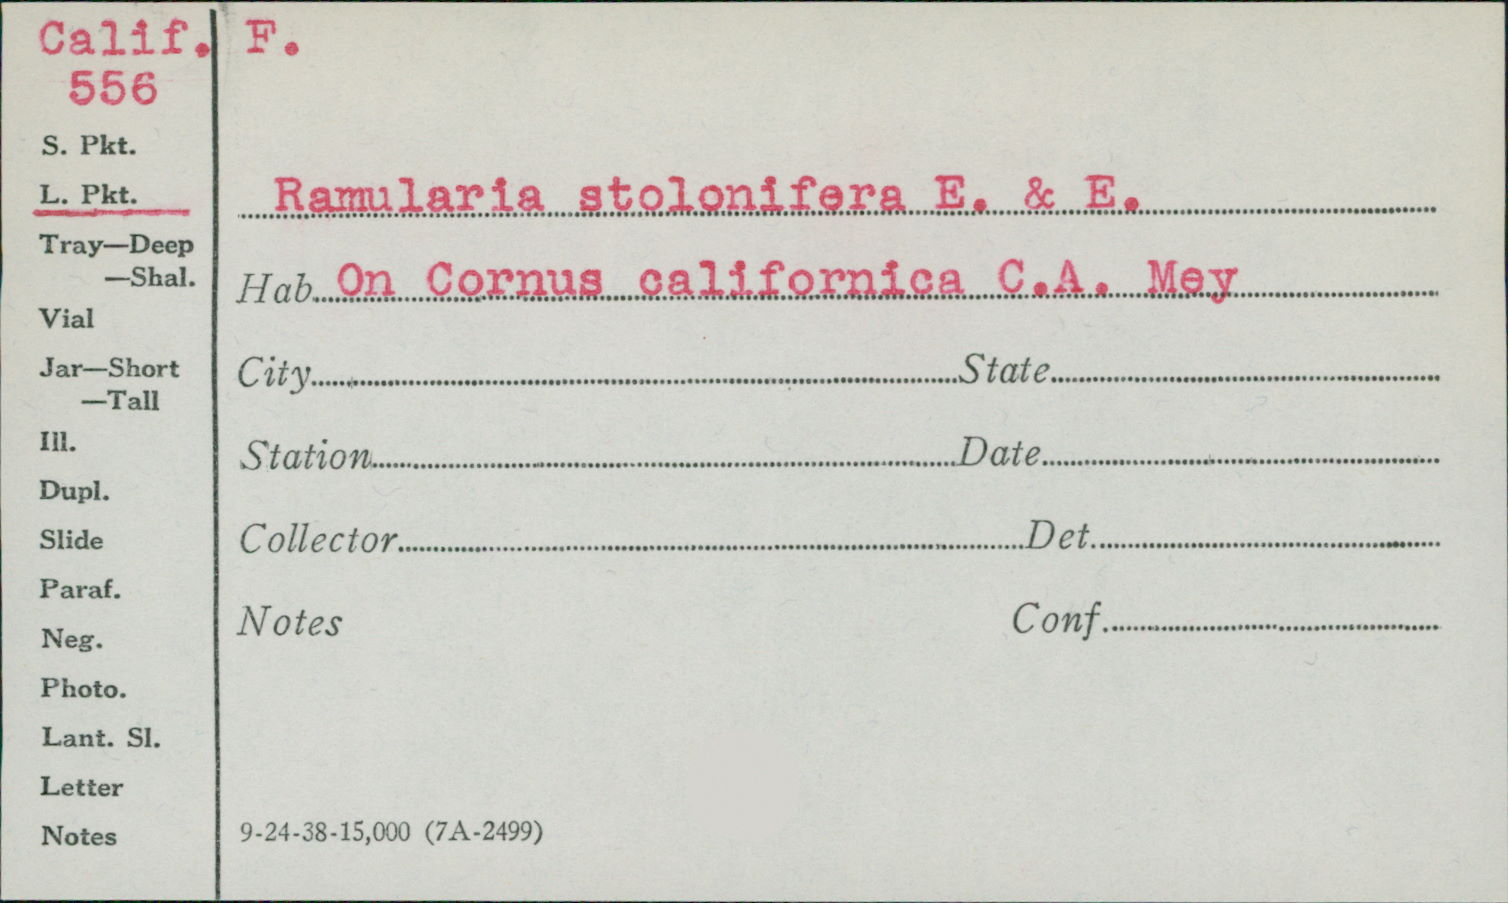 Calif. F.
556
S. Pkt.
L. Pkt.
Tray—Deep
—Shal.
Vial
Jar—Short
—Tall
Ill.
Dupl.
Slide
Paraf.
Neg.
Photo.
Lant. Sl.
Letter
Notes
Ramularia stolonifera E. & E.
Hab. On Cornus californica C.A. Mey
City State
Station Date
Collector Det.
Notes Conf.
9-24-38-15,000 (7A-2499)